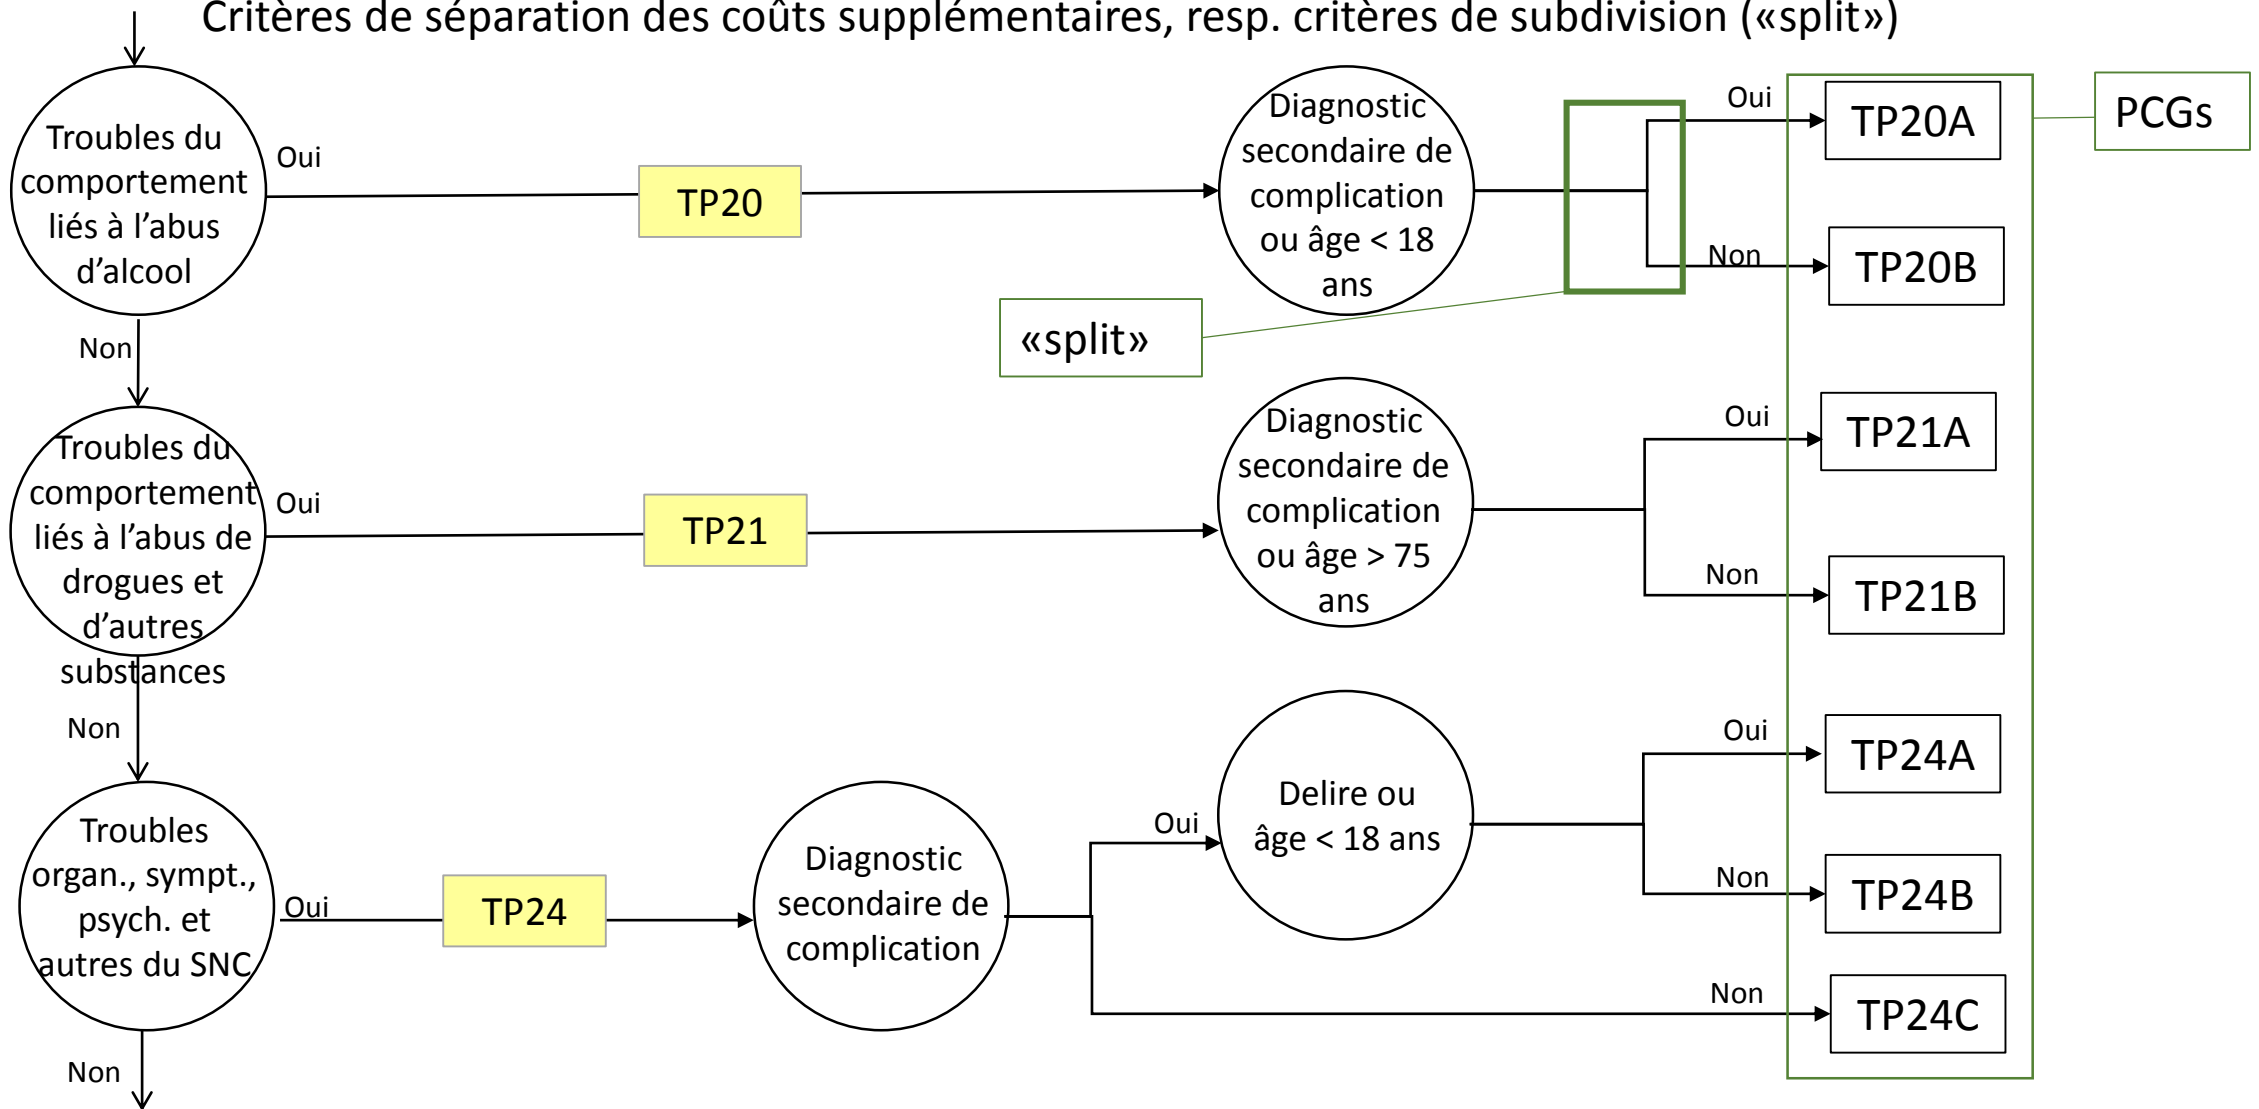 Critères de séparation des coûts supplémentaires, resp. critères de subdivision («split»)
Troubles du
comportement
liés à l’abus
d’alcool
Oui
TP20
Diagnostic
secondaire de
complication
ou âge < 18
ans
Oui
TP20A
PCGs
Non
TP20B
«split»
Non
Troubles du
comportement
liés à l’abus de
drogues et
d’autres
substances
Oui
TP21
Diagnostic
secondaire de
complication
ou âge > 75
ans
Oui
TP21A
Non
TP21B
Non
Troubles
organ., sympt.,
psych. et
autres du SNC
Oui
TP24
Diagnostic
secondaire de
complication
Oui
Delire ou
âge < 18 ans
Oui
TP24A
Non
TP24B
Non
TP24C
Non